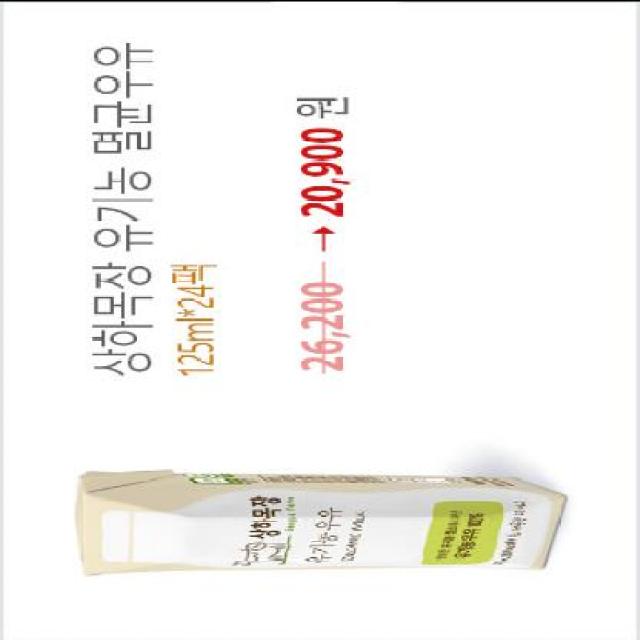 상하목장 유기농 멸균우유
125ml*24팩
26,200 → 20,900 원
상하목장
유기농우유
ORGANIC MILK